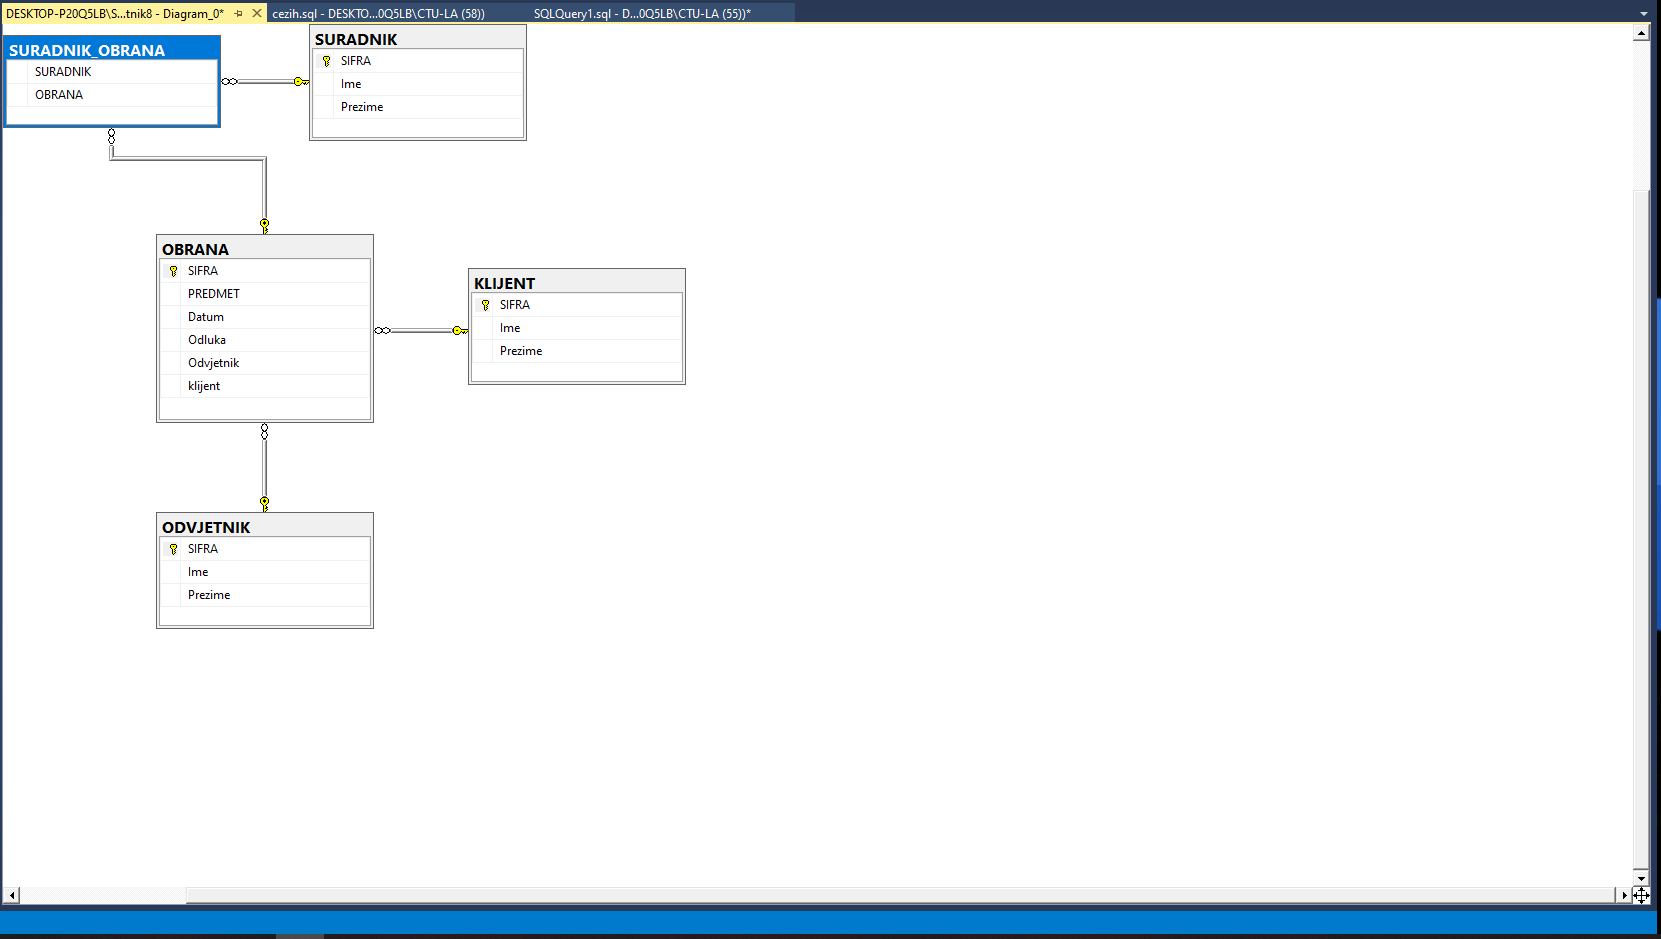 DESKTOP-P20Q5LB\S...tnik8 - Diagram_0*
cezih.sql - DESKTO...0Q5LB\CTU-LA (58))
SQLQuery1.sql - D...0Q5LB\CTU-LA (55))*
SURADNIK_OBRANA
SURADNIK
OBRANA
SURADNIK
SIFRA
Ime
Prezime
OBRANA
SIFRA
PREDMET
Datum
Odluka
Odvjetnik
klijent
KLIJENT
SIFRA
Ime
Prezime
ODVJETNIK
SIFRA
Ime
Prezime